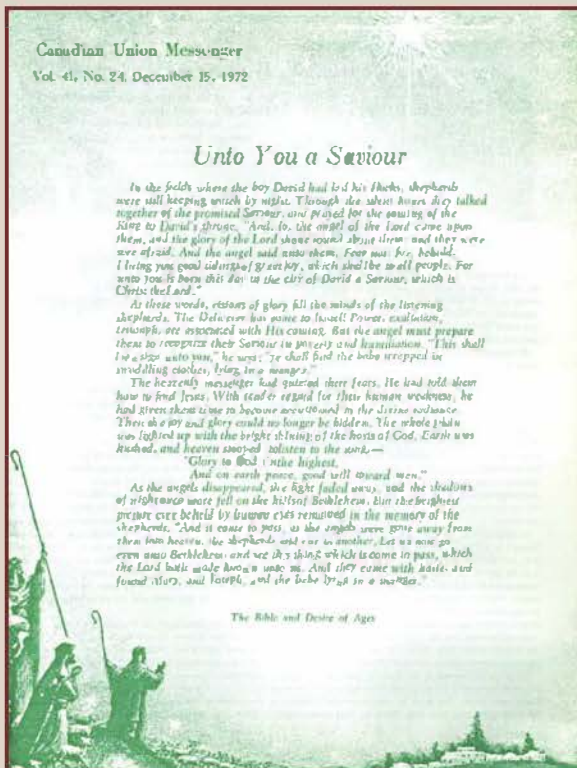 Canadian Union Messenger
Vol. 41, No. 24, December 15, 1972
Unto You a Saviour
In the fields where the boy David had led his flocks, shepherds
were still keeping watch by night. Through the silent hours they talked
together of the promised Saviour, and prayed for the coming of the
King to David's throne. "And, lo, the angel of the Lord came upon
them, and the glory of the Lord shone round about them: and they were
sore afraid. And the angel said unto them, Fear not: for, behold,
I bring you good tidings of great joy, which shall be to all people. For
unto you is born this day in the city of David a Saviour, which is
Christ the Lord."
At these words, visions of glory fill the minds of the listening
shepherds. The Deliverer has come to Israel! Power, exaltation,
triumph, are associated with His coming. But the angel must prepare
them to recognize their Saviour in poverty and humiliation. "This shall
be a sign unto you," he says; "Ye shall find the babe wrapped in
swaddling clothes, lying in a manger."
The heavenly messenger had quieted their fears. He had told them
how to find Jesus. With tender regard for their human weakness, he
had given them time to become accustomed to the divine radiance.
Then the joy and glory could no longer be hidden. The whole plain
was lighted up with the bright shining of the hosts of God. Earth was
hushed, and heaven stooped to listen to the song,—
"Glory to God in the highest,
And on earth peace, good will toward men."
As the angels disappeared, the light faded away, and the shadows
of night once more fell on the hills of Bethlehem. But the brightest
picture ever beheld by human eyes remained in the memory of the
shepherds. "And it came to pass, as the angels were gone away from
them into heaven, the shepherds said one to another, Let us now go
even unto Bethlehem, and see this thing which is come to pass, which
the Lord hath made known unto us. And they came with haste, and
found Mary, and Joseph, and the babe lying in a manger."
The Bible and Desire of Ages